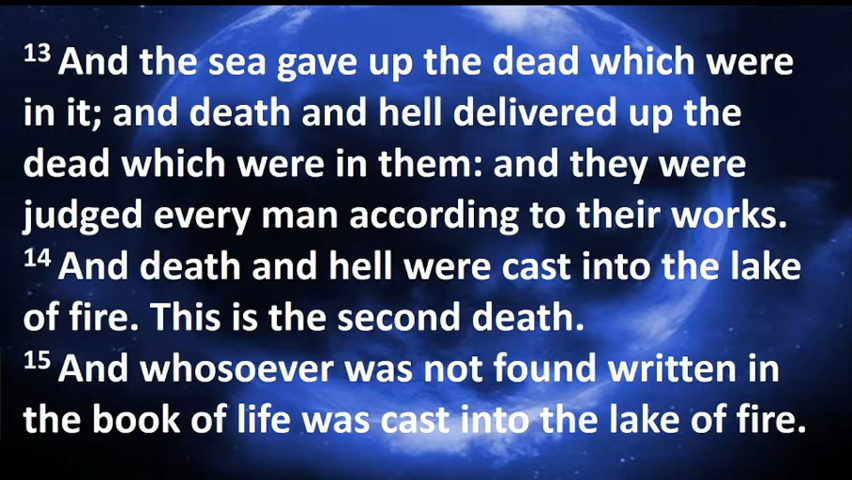 13 And the sea gave up the dead which were
in it; and death and hell delivered up the
dead which were in them: and they were
judged every man according to their works.
14 And death and hell were cast into the lake
of fire. This is the second death.
15 And whosoever was not found written in
the book of life was cast into the lake of fire.